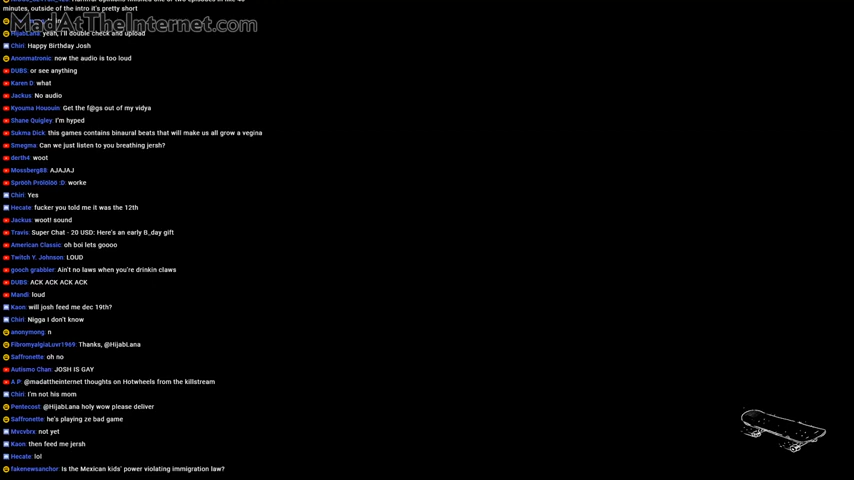 minutes, outside of the intro it's pretty short
MadAtTheInternet.com
HijabLana: yeah, I'll double check and upload
Chiri: Happy Birthday Josh
Anonmatronic: now the audio is too loud
DUBS: or see anything
Karen D: what
Jackus: No audio
Kyouma Hououin: Get the f@gs out of my vidya
Shane Quigley: I'm hyped
Sukma Dick: this games contains binaural beats that will make us all grow a vegina
Smegma: Can we just listen to you breathing jersh?
derth4: woot
Mossberg88: AJAJAJ
Spröðh Prölölöö :D: worke
Chiri: Yes
Hecate: fucker you told me it was the 12th
Jackus: woot! sound
Travis: Super Chat - 20 USD: Here's an early B_day gift
American Classic: oh boi lets goooo
Twitch Y. Johnson: LOUD
gooch grabbler: Ain't no laws when you're drinkin claws
DUBS: ACK ACK ACK ACK
Mandi: loud
Kaon: will josh feed me dec 19th?
Chiri: Nigga I don't know
anonymong: n
FibromyalgiaLuvr1969: Thanks, @HijabLana
Saffronette: oh no
Autismo Chan: JOSH IS GAY
A P: @madattheinternet thoughts on Hotwheels from the killstream
Chiri: I'm not his mom
Pentecost: @HijabLana holy wow please deliver
Saffronette: he's playing ze bad game
Mvcvbrs: not yet
Kaon: then feed me jersh
Hecate: lol
fakenewsanchor: Is the Mexican kids' power violating immigration law?